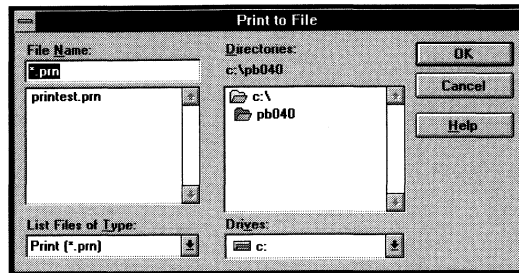 Print to File
File Name:
*.prn
printest.prn
List Files of Type:
Print (*.prn)
Directories:
c:\pb040
c:\
pb040
Drives:
c:
OK
Cancel
Help